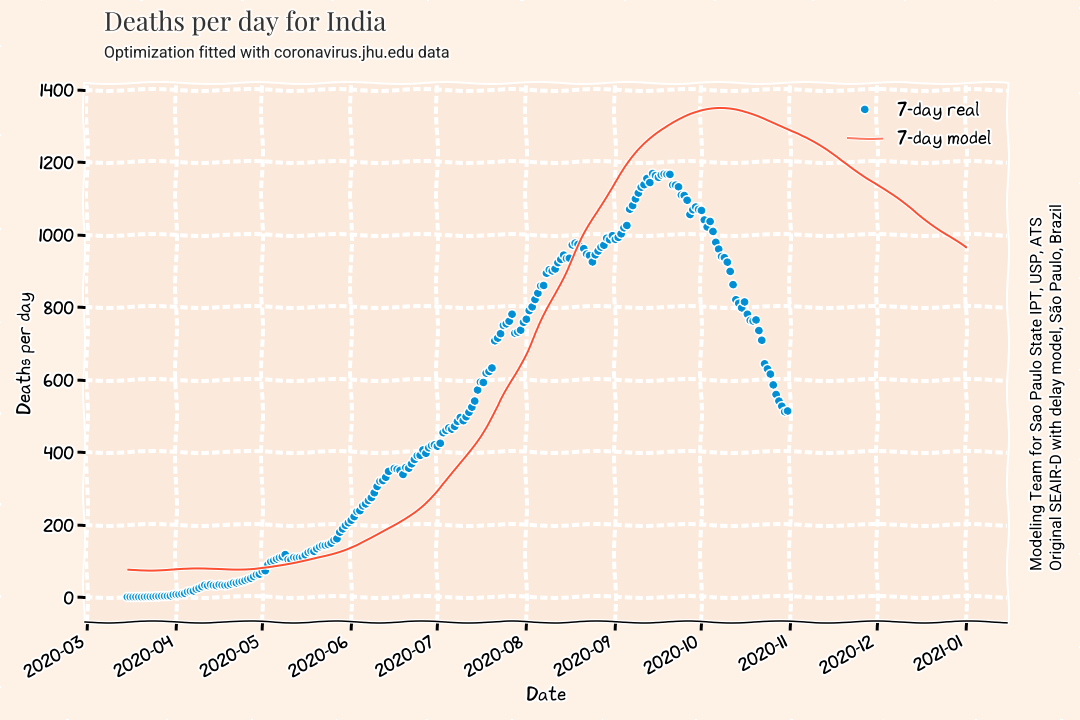 Deaths per day for India
Optimization fitted with coronavirus.jhu.edu data
1400
1200
1000
800
600
400
200
0
Deaths per day
7-day real
7-day model
2020-03
2020-04
2020-05
2020-06
2020-07
2020-08
2020-09
2020-10
2020-11
2020-12
2021-01
Date
Modeling Team for Sao Paulo State IPT, USP, ATS
Original SEAIR-D with delay model, São Paulo, Brazil